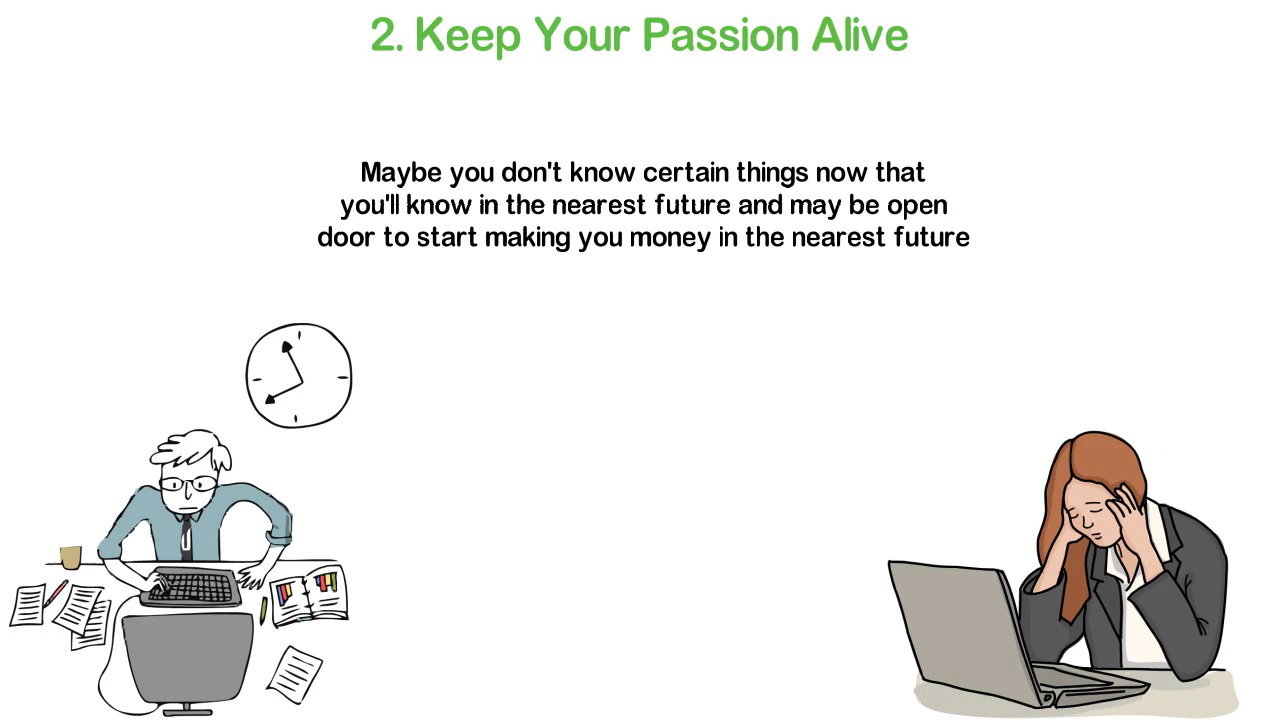 2. Keep Your Passion Alive
Maybe you don't know certain things now that
you'll know in the nearest future and may be open
door to start making you money in the nearest future